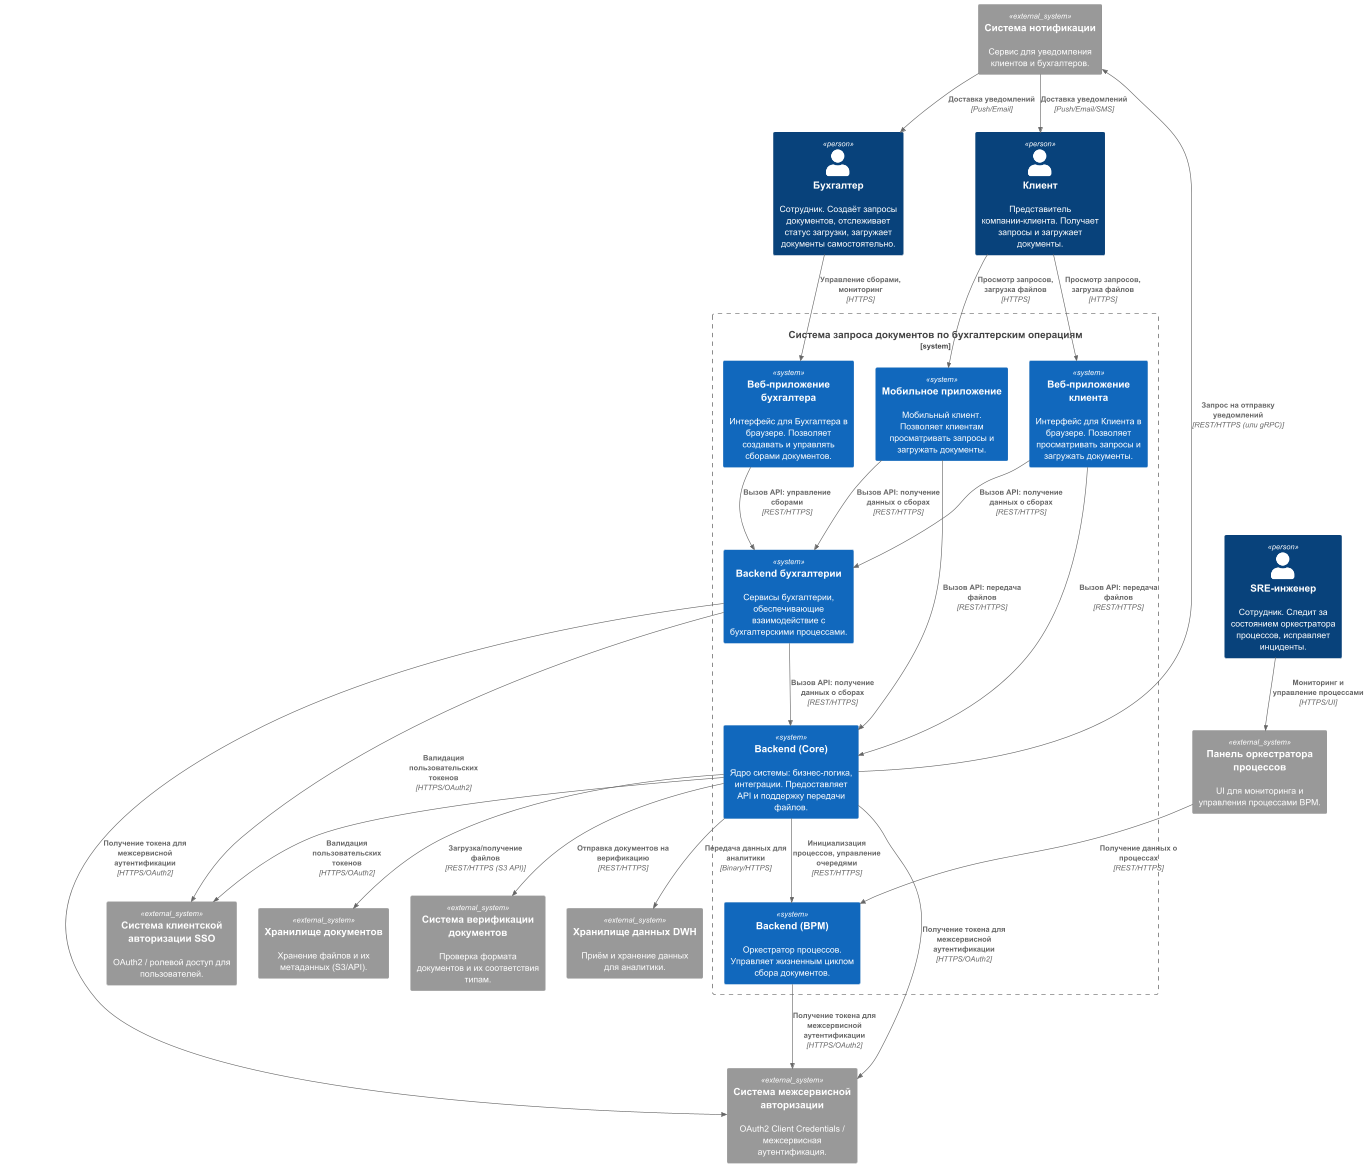 «external_system»
Система нотификации
Сервис для уведомления
клиентов и бухгалтеров.
Доставка уведомлений
[Push/Email]
Доставка уведомлений
[Push/Email/SMS]
«person»
Бухгалтер
Сотрудник. Создаёт запросы
документов, отслеживает
статус загрузки, загружает
документы самостоятельно.
«person»
Клиент
Представитель
компании-клиента. Получает
запросы и загружает
документы.
Управление сборами,
мониторинг
[HTTPS]
Просмотр запросов,
загрузка файлов
[HTTPS]
Просмотр запросов,
загрузка файлов
[HTTPS]
Система запроса документов по бухгалтерским операциям
[system]
«system»
Веб-приложение
бухгалтера
Интерфейс для Бухгалтера в
браузере. Позволяет
создавать и управлять
сборами документов.
«system»
Мобильное приложение
Мобильный клиент.
Позволяет клиентам
просматривать запросы и
загружать документы.
«system»
Веб-приложение
клиента
Интерфейс для Клиента в
браузере. Позволяет
просматривать запросы и
загружать документы.
Запрос на отправку
уведомлений
[REST/HTTPS (или gRPC)]
Вызов API: управление
сборами
[REST/HTTPS]
Вызов API: получение
данных о сборах
[REST/HTTPS]
Вызов API: получение
данных о сборах
[REST/HTTPS]
«system»
Backend бухгалтерии
Сервисы бухгалтерии,
обеспечивающие
взаимодействие с
бухгалтерскими процессами.
Вызов API: передача
файлов
[REST/HTTPS]
Вызов API: передача
файлов
[REST/HTTPS]
«person»
SRE-инженер
Сотрудник. Следит за
состоянием оркестратора
процессов, исправляет
инциденты.
Вызов API: получение
данных о сборах
[REST/HTTPS]
Мониторинг и
управление процессами
[HTTPS/UI]
«system»
Backend (Core)
Ядро системы: бизнес-логика,
интеграции. Предоставляет
API и поддержку передачи
файлов.
«external_system»
Панель оркестратора
процессов
UI для мониторинга и
управления процессами BPM.
Валидация
пользовательских
токенов
[HTTPS/OAuth2]
Получение токена для
межсервисной
аутентификации
[HTTPS/OAuth2]
Валидация
пользовательских
токенов
[HTTPS/OAuth2]
Загрузка/получение
файлов
[REST/HTTPS (S3 API)]
Отправка документов на
верификацию
[REST/HTTPS]
Передача данных для
аналитики
[Binary/HTTPS]
Инициализация
процессов, управление
очередями
[REST/HTTPS]
Получение данных о
процессах
[REST/HTTPS]
«external_system»
Система клиентской
авторизации SSO
OAuth2 / ролевой доступ для
пользователей.
«external_system»
Хранилище документов
Хранение файлов и их
метаданных (S3/API).
«external_system»
Система верификации
документов
Проверка формата
документов и их соответствия
типам.
«external_system»
Хранилище данных DWH
Приём и хранение данных
для аналитики.
«system»
Backend (BPM)
Оркестратор процессов.
Управляет жизненным циклом
сбора документов.
Получение токена для
межсервисной
аутентификации
[HTTPS/OAuth2]
Получение токена для
межсервисной
аутентификации
[HTTPS/OAuth2]
«external_system»
Система межсервисной
авторизации
OAuth2 Client Credentials /
межсервисная
аутентификация.